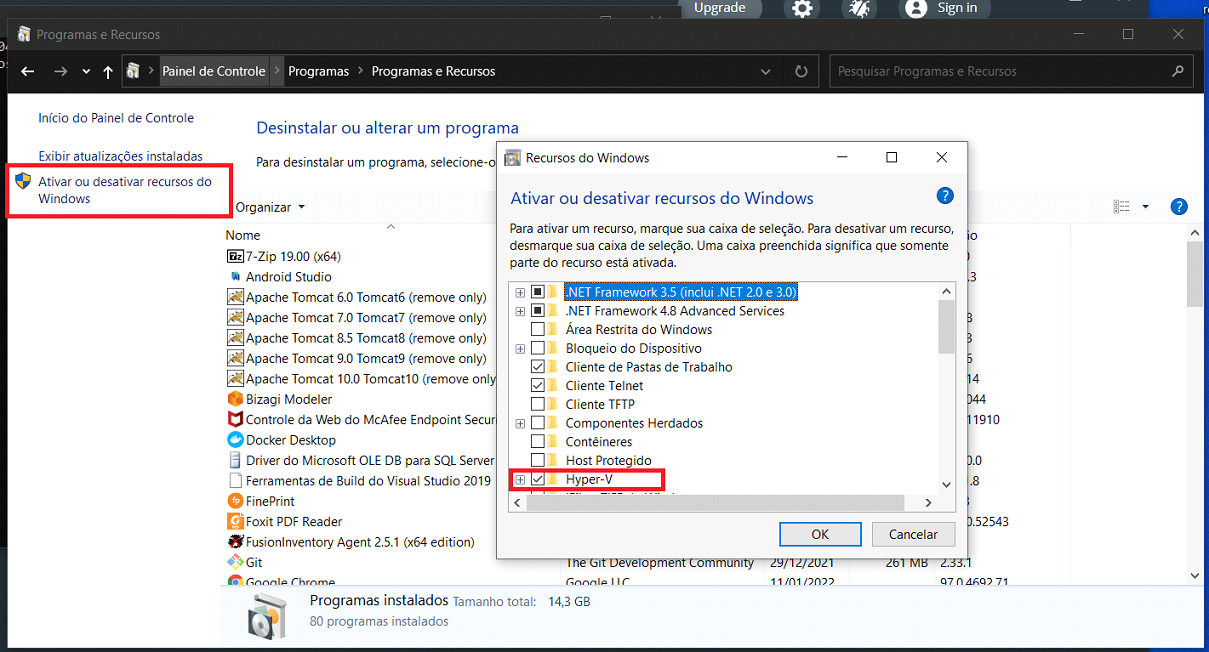 Upgrade
Sign in
Programas e Recursos
Painel de Controle
Programas
Programas e Recursos
Pesquisar Programas e Recursos
Início do Painel de Controle
Exibir atualizações instaladas
Ativar ou desativar recursos do
Windows
Desinstalar ou alterar um programa
Para desinstalar um programa, selecione-o
Organizar
Nome
7-Zip 19.00 (x64)
Android Studio
Apache Tomcat 6.0 Tomcat6 (remove only)
Apache Tomcat 7.0 Tomcat7 (remove only)
Apache Tomcat 8.5 Tomcat8 (remove only)
Apache Tomcat 9.0 Tomcat9 (remove only)
Apache Tomcat 10.0 Tomcat10 (remove only
Bizagi Modeler
Controle da Web do McAfee Endpoint Secur
Docker Desktop
Driver do Microsoft OLE DB para SQL Server
Ferramentas de Build do Visual Studio 2019
FinePrint
Foxit PDF Reader
FusionInventory Agent 2.5.1 (x64 edition)
Git The Git Development Community 29/12/2021 261 MB 2.33.1
Google Chrome Google LLC 11/01/2022 97.0.4692.71
Recursos do Windows
Ativar ou desativar recursos do Windows
Para ativar um recurso, marque sua caixa de seleção. Para desativar um recurso,
desmarque sua caixa de seleção. Uma caixa preenchida significa que somente
parte do recurso está ativada.
.NET Framework 3.5 (inclui .NET 2.0 e 3.0)
.NET Framework 4.8 Advanced Services
Área Restrita do Windows
Bloqueio do Dispositivo
Cliente de Pastas de Trabalho
Cliente Telnet
Cliente TFTP
Componentes Herdados
Contêineres
Host Protegido
Hyper-V
OK
Cancelar
Programas instalados Tamanho total: 14,3 GB
80 programas instalados